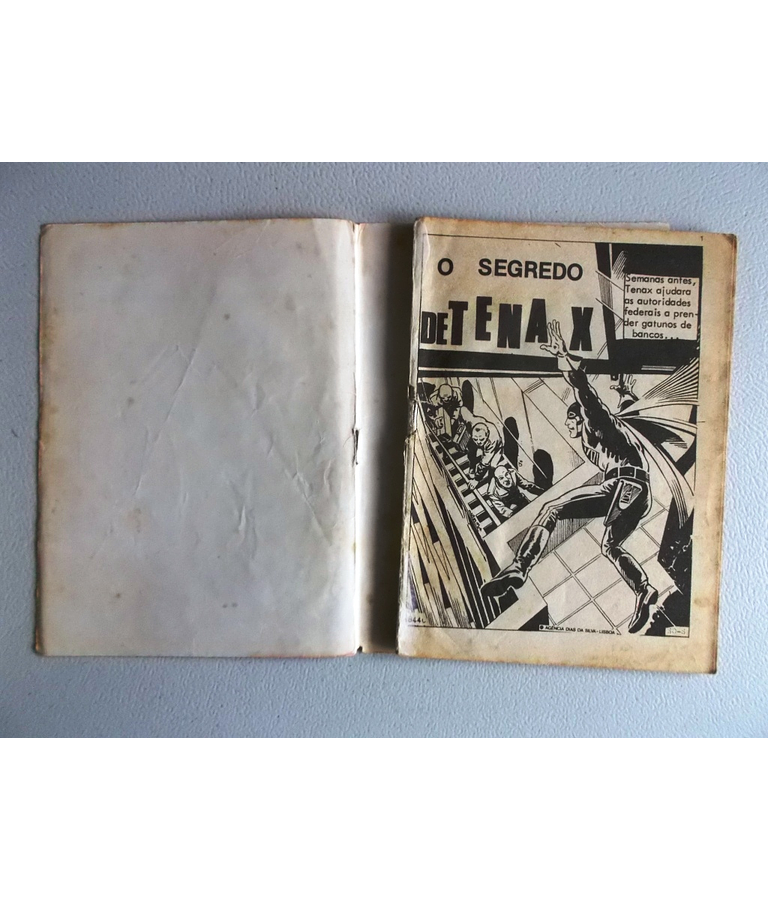 O SEGREDO
DE TENAX
Semanas antes,
Tenax ajudara
as autoridades
federais a pren-
der gatunos de
bancos...
© AGÊNCIA DIAS DA SILVA-LISBOA